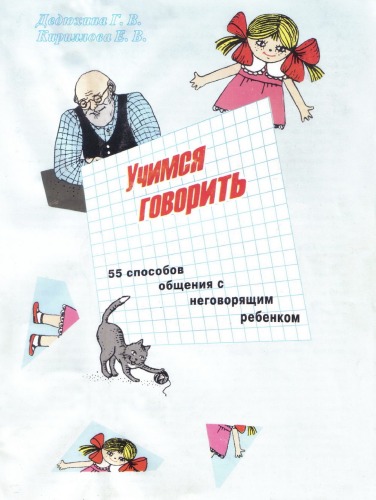 Дедюхина Г. В.
Кириллова Е. В.
Учимся
говорить
55 способов
общения с
неговорящим
ребенком